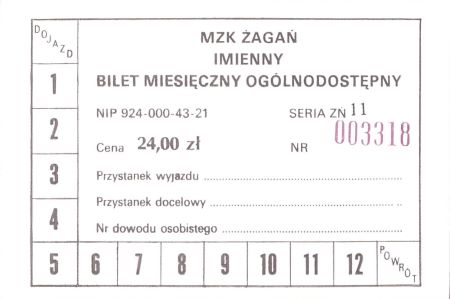 DOJAZD
MZK ŻAGAŃ
IMIENNY
BILET MIESIĘCZNY OGÓLNODOSTĘPNY
NIP 924-000-43-21 SERIA ZN 11
Cena 24,00 zł NR 003318
Przystanek wyjazdu
Przystanek docelowy
Nr dowodu osobistego
1
2
3
4
5 6 7 8 9 10 11 12
POWRÓT